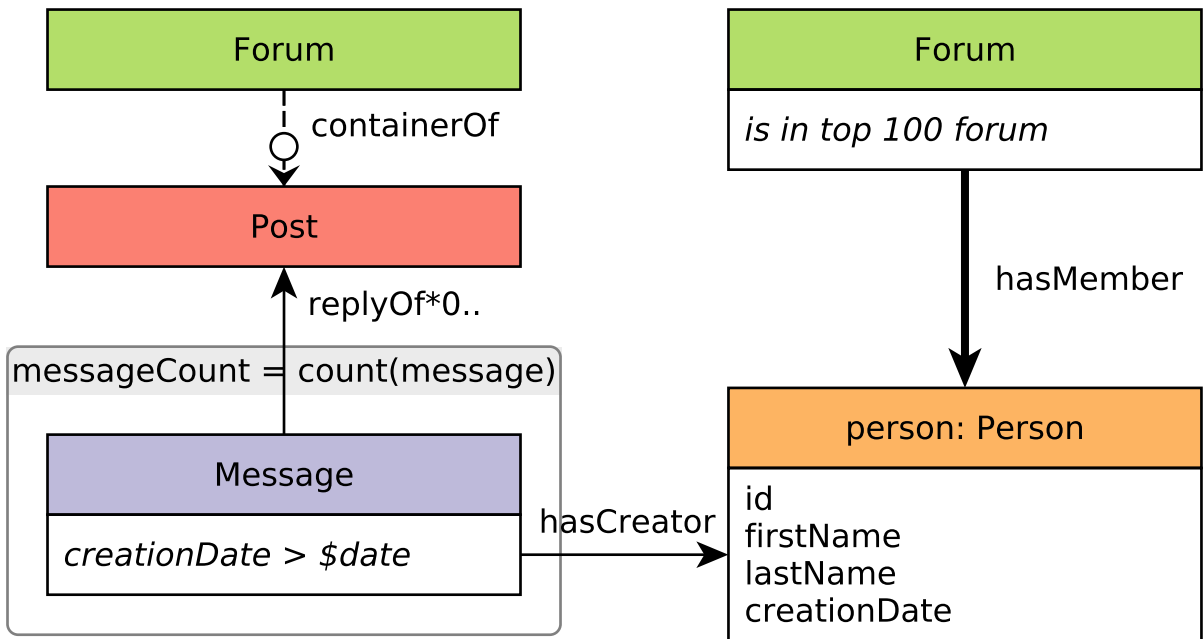 Forum
containerOf
Post
replyOf*0..
messageCount = count(message)
Message
creationDate > $date
hasCreator
Forum
is in top 100 forum
hasMember
person: Person
id
firstName
lastName
creationDate